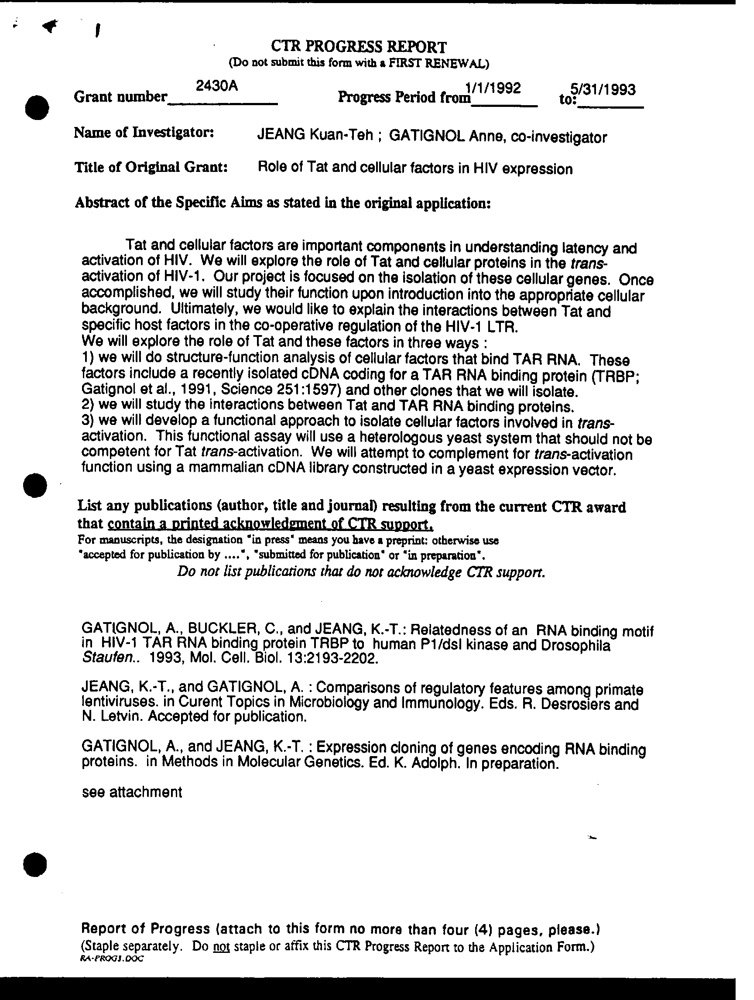 1
CTR PROGRESS REPORT
(Do not submit this form with a FIRST RENEWAL)
Grant number 2430A Progress Period from 1/1/1992 to: 5/31/1993
Name of Investigator: JEANG Kuan-Teh ; GATIGNOL Anne, co-investigator
Title of Original Grant: Role of Tat and cellular factors in HIV expression
Abstract of the Specific Aims as stated in the original application:
Tat and cellular factors are important components in understanding latency and
activation of HIV. We will explore the role of Tat and cellular proteins in the trans-
activation of HIV-1. Our project is focused on the isolation of these cellular genes. Once
accomplished, we will study their function upon introduction into the appropriate cellular
background. Ultimately, we would like to explain the interactions between Tat and
specific host factors in the co-operative regulation of the HIV-1 LTR.
We will explore the role of Tat and these factors in three ways :
1) we will do structure-function analysis of cellular factors that bind TAR RNA. These
factors include a recently isolated cDNA coding for a TAR RNA binding protein (TRBP;
Gatignol et al., 1991, Science 251:1597) and other clones that we will isolate.
2) we will study the interactions between Tat and TAR RNA binding proteins.
3) we will develop a functional approach to isolate cellular factors involved in trans-
activation. This functional assay will use a heterologous yeast system that should not be
competent for Tat trans-activation. We will attempt to complement for trans-activation
function using a mammalian cDNA library constructed in a yeast expression vector.
List any publications (author, title and journal) resulting from the current CTR award
that contain a printed acknowledgment of CTR support.
For manuscripts, the designation "in press" means you have a preprint: otherwise use
"accepted for publication by ....", "submitted for publication" or "in preparation".
Do not list publications that do not acknowledge CTR support.
GATIGNOL, A., BUCKLER, C., and JEANG, K.-T.: Relatedness of an RNA binding motif
in HIV-1 TAR RNA binding protein TRBP to human P1/dsI kinase and Drosophila
Staufen.. 1993, Mol. Cell. Biol. 13:2193-2202.
JEANG, K.-T., and GATIGNOL, A. : Comparisons of regulatory features among primate
lentiviruses. in Curent Topics in Microbiology and Immunology. Eds. R. Desrosiers and
N. Letvin. Accepted for publication.
GATIGNOL, A., and JEANG, K.-T. : Expression cloning of genes encoding RNA binding
proteins. in Methods in Molecular Genetics. Ed. K. Adolph. In preparation.
see attachment
Report of Progress (attach to this form no more than four (4) pages, please.)
(Staple separately. Do not staple or affix this CTR Progress Report to the Application Form.)
RA-PROG1.DOC